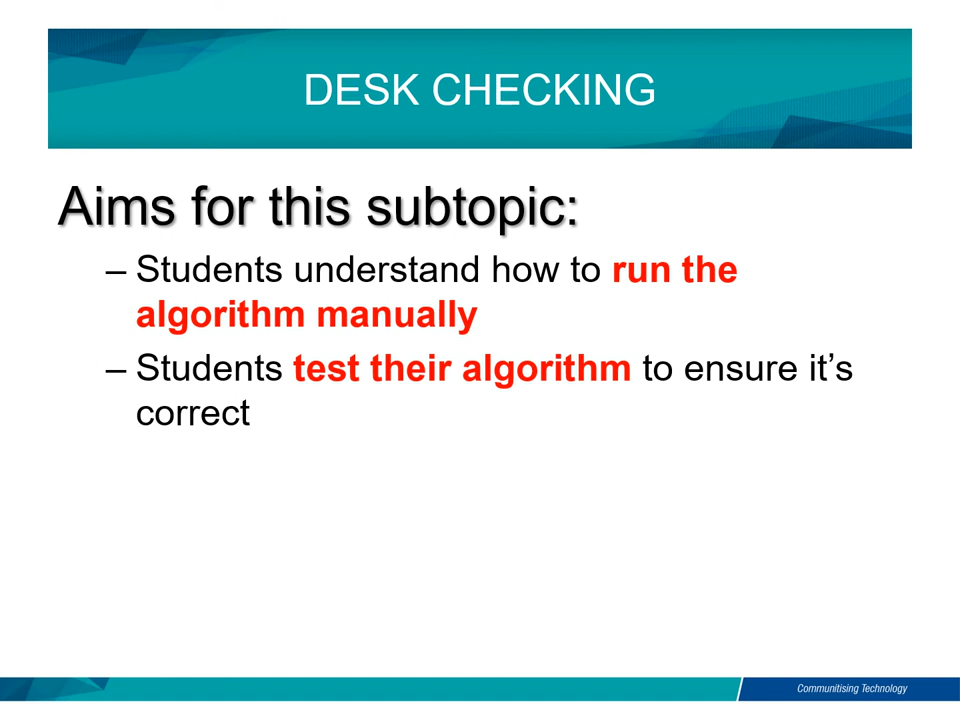 DESK CHECKING
Aims for this subtopic:
– Students understand how to run the
algorithm manually
– Students test their algorithm to ensure it’s
correct
Communitising Technology